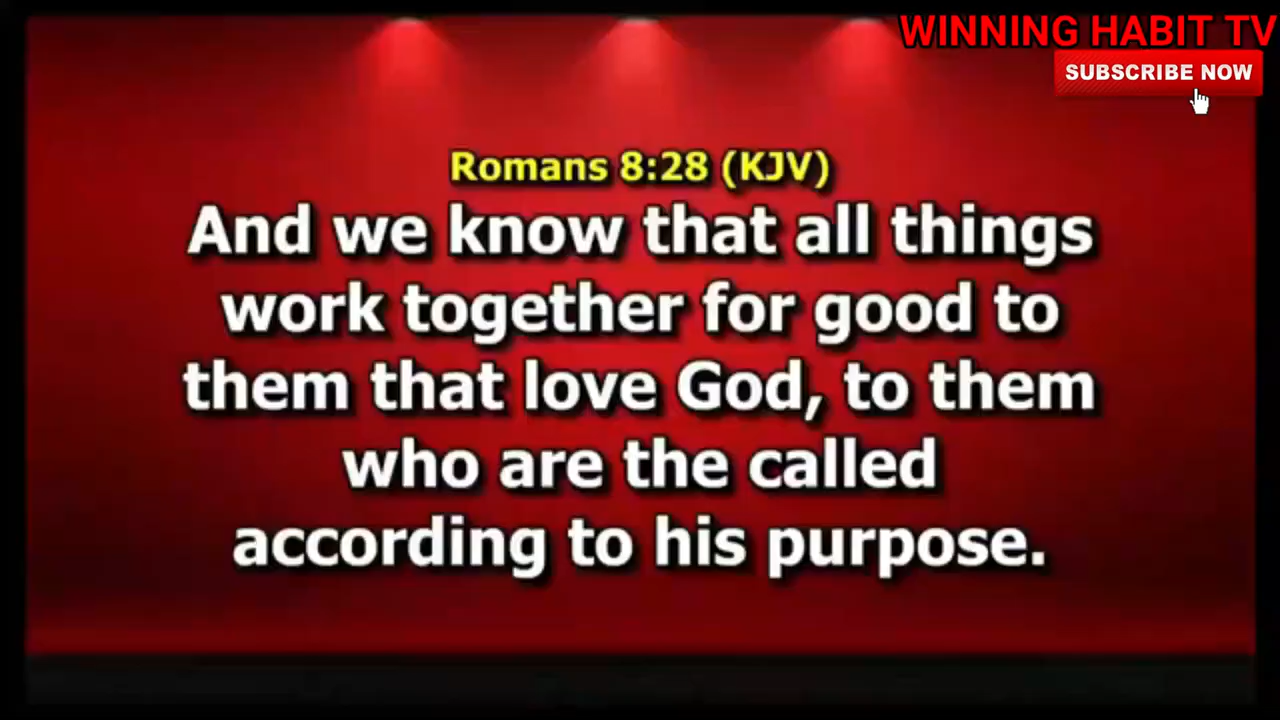 WINNING HABIT TV
SUBSCRIBE NOW
Romans 8:28 (KJV)
And we know that all things
work together for good to
them that love God, to them
who are the called
according to his purpose.